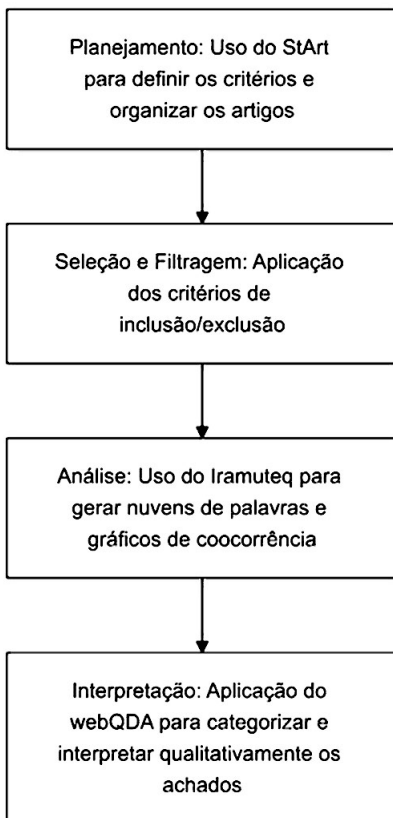 Planejamento: Uso do StArt
para definir os critérios e
organizar os artigos
Seleção e Filtragem: Aplicação
dos critérios de
inclusão/exclusão
Análise: Uso do Iramuteq para
gerar nuvens de palavras e
gráficos de coocorrência
Interpretação: Aplicação do
webQDA para categorizar e
interpretar qualitativamente os
achados